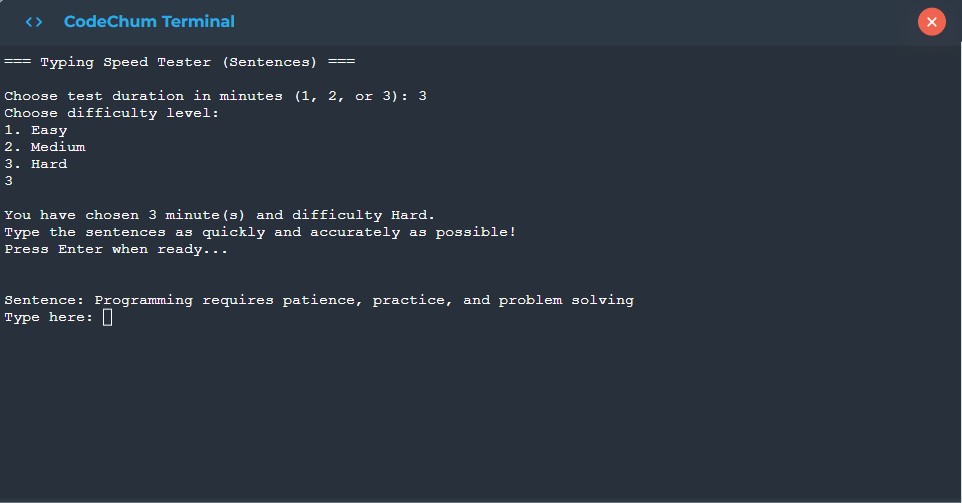 CodeChum Terminal
=== Typing Speed Tester (Sentences) ===
Choose test duration in minutes (1, 2, or 3): 3
Choose difficulty level:
1. Easy
2. Medium
3. Hard
3
You have chosen 3 minute(s) and difficulty Hard.
Type the sentences as quickly and accurately as possible!
Press Enter when ready...
Sentence: Programming requires patience, practice, and problem solving
Type here: